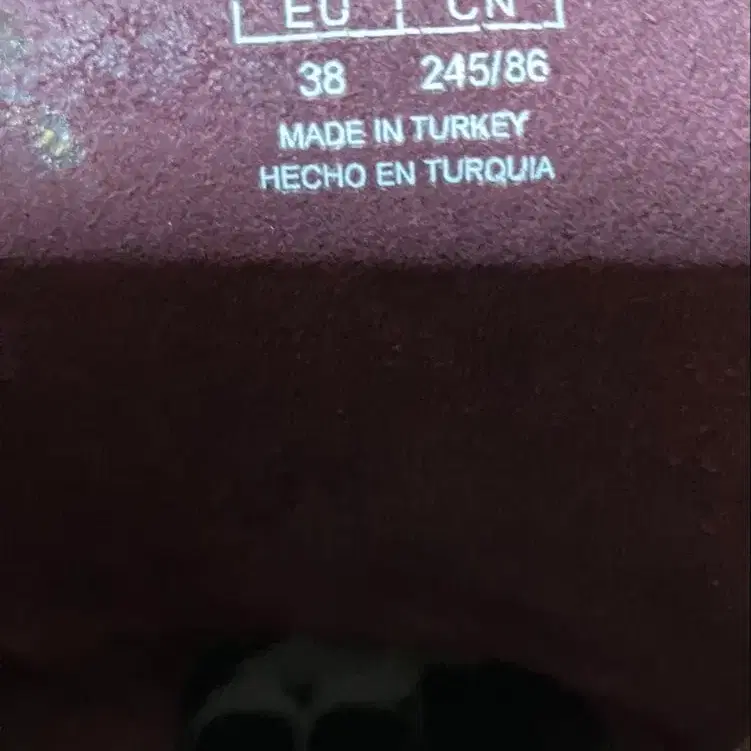 EU CN
38 245/86
MADE IN TURKEY
HECHO EN TURQUIA